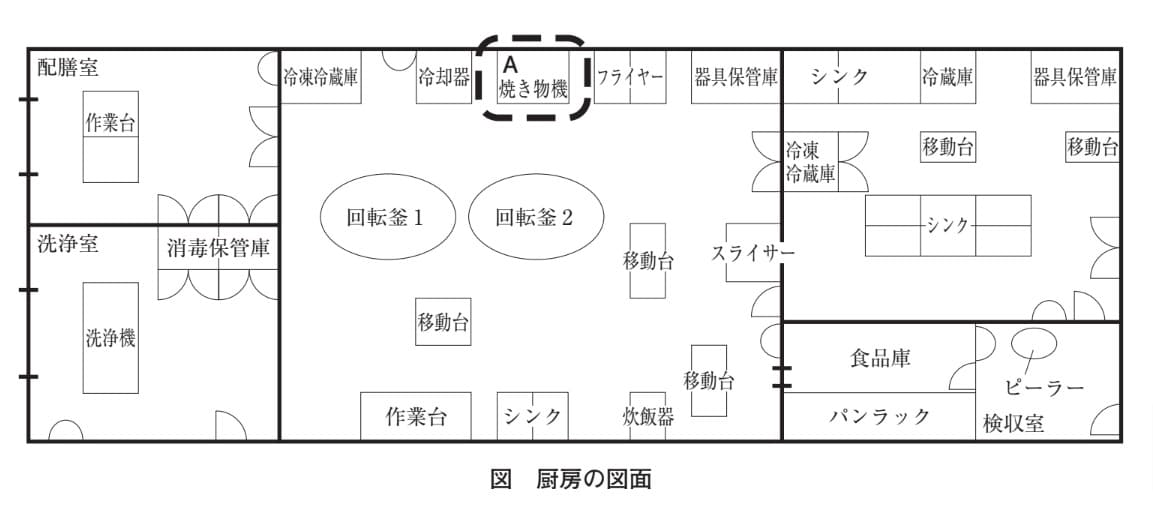 配膳室
作業台
洗浄室
消毒保管庫
洗浄機
冷凍冷蔵庫
冷却器
A
焼き物機
フライヤー
器具保管庫
回転釜1
回転釜2
移動台
スライサー
移動台
移動台
作業台
シンク
炊飯器
シンク
冷蔵庫
器具保管庫
冷凍
冷蔵庫
移動台
移動台
シンク
食品庫
パンラック
ピーラー
検収室
図 厨房の図面